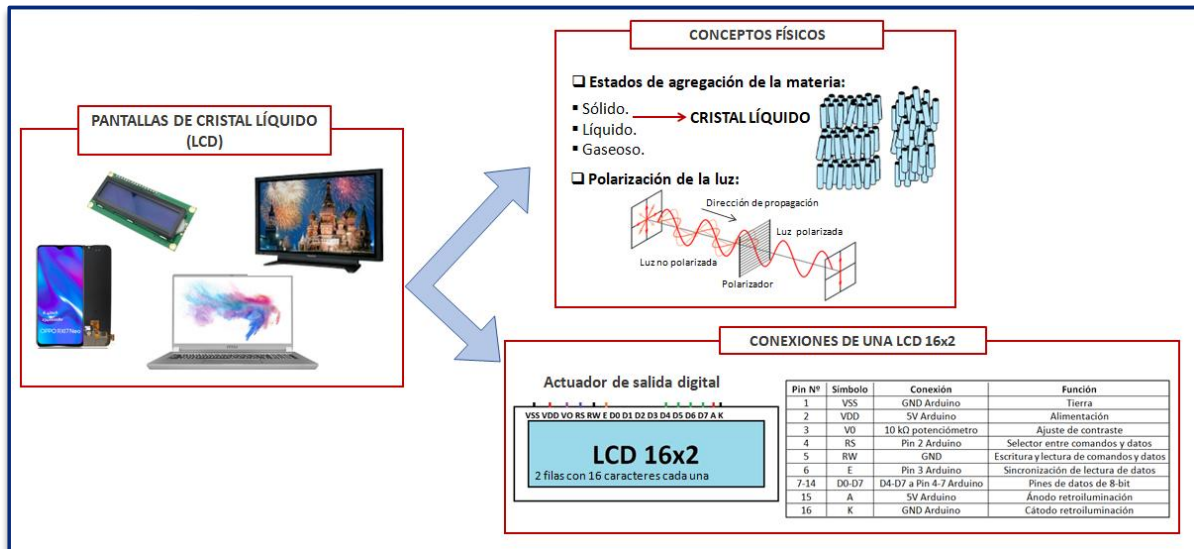 PANTALLAS DE CRISTAL LÍQUIDO
(LCD)
CONCEPTOS FÍSICOS
❑ Estados de agregación de la materia:
▪ Sólido.
▪ Líquido.
▪ Gaseoso.
CRISTAL LÍQUIDO
❑ Polarización de la luz:
Dirección de propagación
Luz polarizada
Luz no polarizada
Polarizador
CONEXIONES DE UNA LCD 16x2
Actuador de salida digital
VSS VDD VO RS RW E D0 D1 D2 D3 D4 D5 D6 D7 A K
LCD 16x2
2 filas con 16 caracteres cada una
Pin Nº Símbolo Conexión Función
1 VSS GND Arduino Tierra
2 VDD 5V Arduino Alimentación
3 V0 10 kΩ potenciómetro Ajuste de contraste
4 RS Pin 2 Arduino Selector entre comandos y datos
5 RW GND Escritura y lectura de comandos y datos
6 E Pin 3 Arduino Sincronización de lectura de datos
7-14 D0-D7 D4-D7 a Pin 4-7 Arduino Pines de datos de 8-bit
15 A 5V Arduino Ánodo retroiluminación
16 K GND Arduino Cátodo retroiluminación